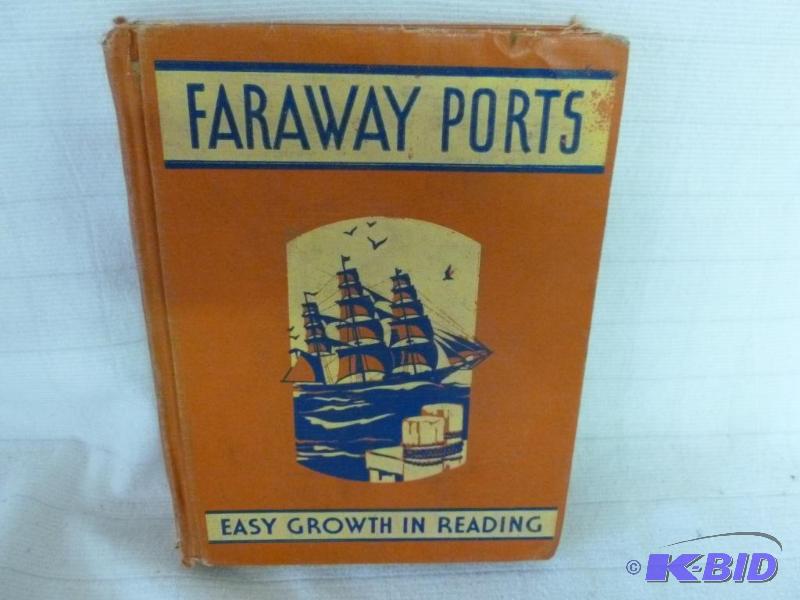 FARAWAY PORTS
EASY GROWTH IN READING
© K-BID